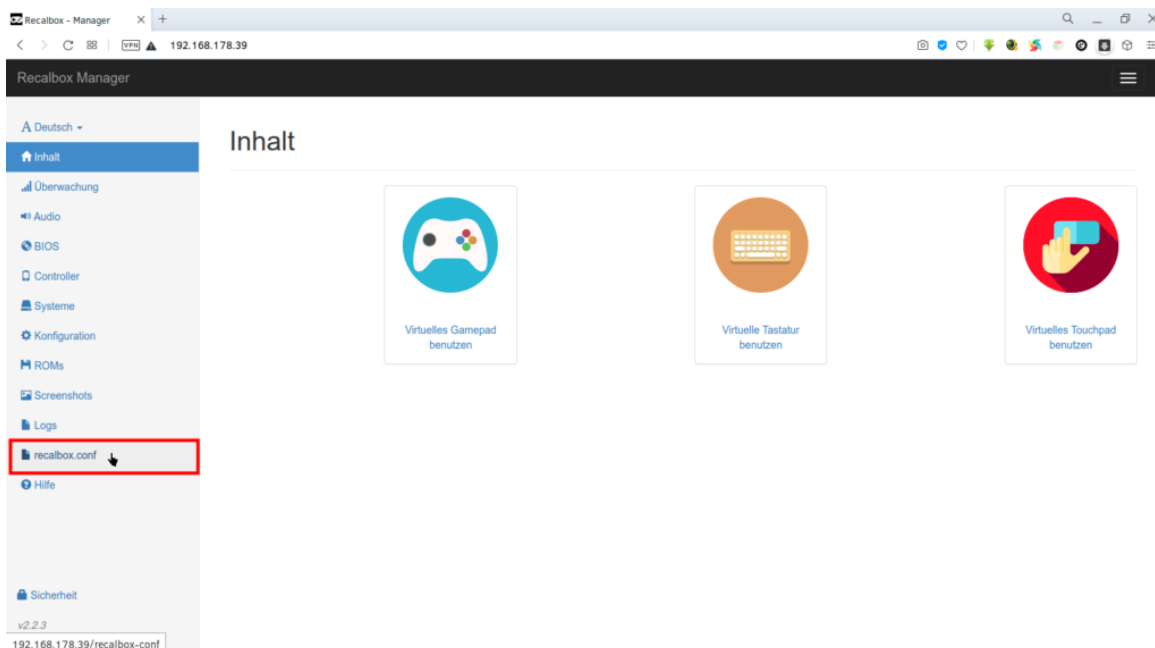 Recalbox - Manager
VPN 192.168.178.39
Recalbox Manager
A Deutsch
Inhalt
Überwachung
Audio
BIOS
Controller
Systeme
Konfiguration
ROMs
Screenshots
Logs
recalbox.conf
Hilfe
Sicherheit
v2.2.3
192.168.178.39/recalbox-conf
Inhalt
Virtuelles Gamepad
benutzen
Virtuelle Tastatur
benutzen
Virtuelles Touchpad
benutzen